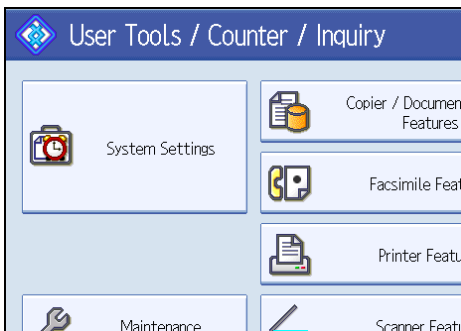 User Tools / Counter / Inquiry
System Settings
Copier / Documen
Features
Facsimile Feat
Printer Featu
Maintenance
Scanner Featu